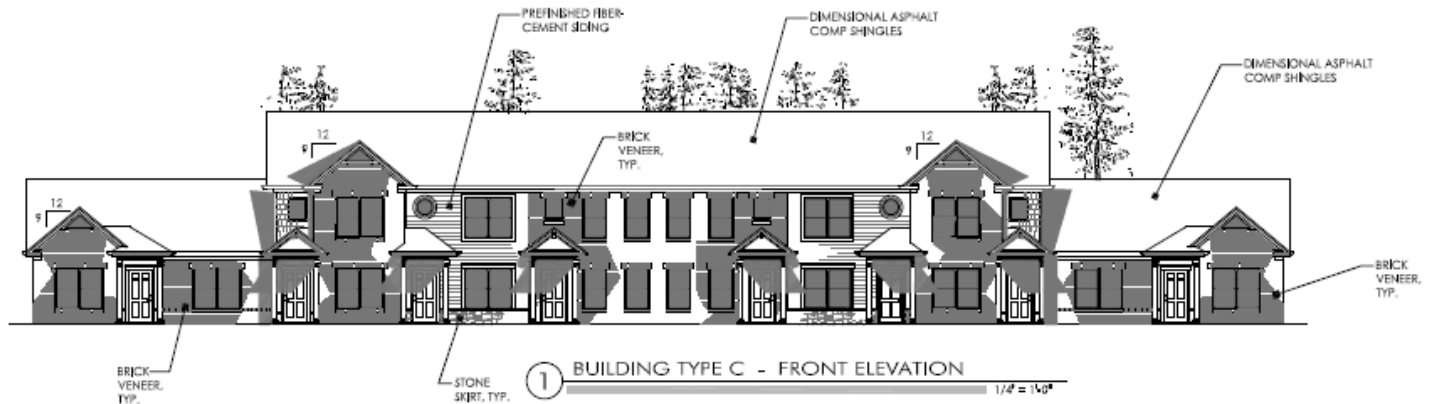 PREFINISHED FIBER-
CEMENT SIDING
DIMENSIONAL ASPHALT
COMP SHINGLES
DIMENSIONAL ASPHALT
COMP SHINGLES
12
9
BRICK
VENEER,
TYP.
12
9
12
9
12
9
BRICK
VENEER,
TYP.
BRICK
VENEER,
TYP.
STONE
SKIRT, TYP.
1
BUILDING TYPE C - FRONT ELEVATION
1/4" = 1'-0"